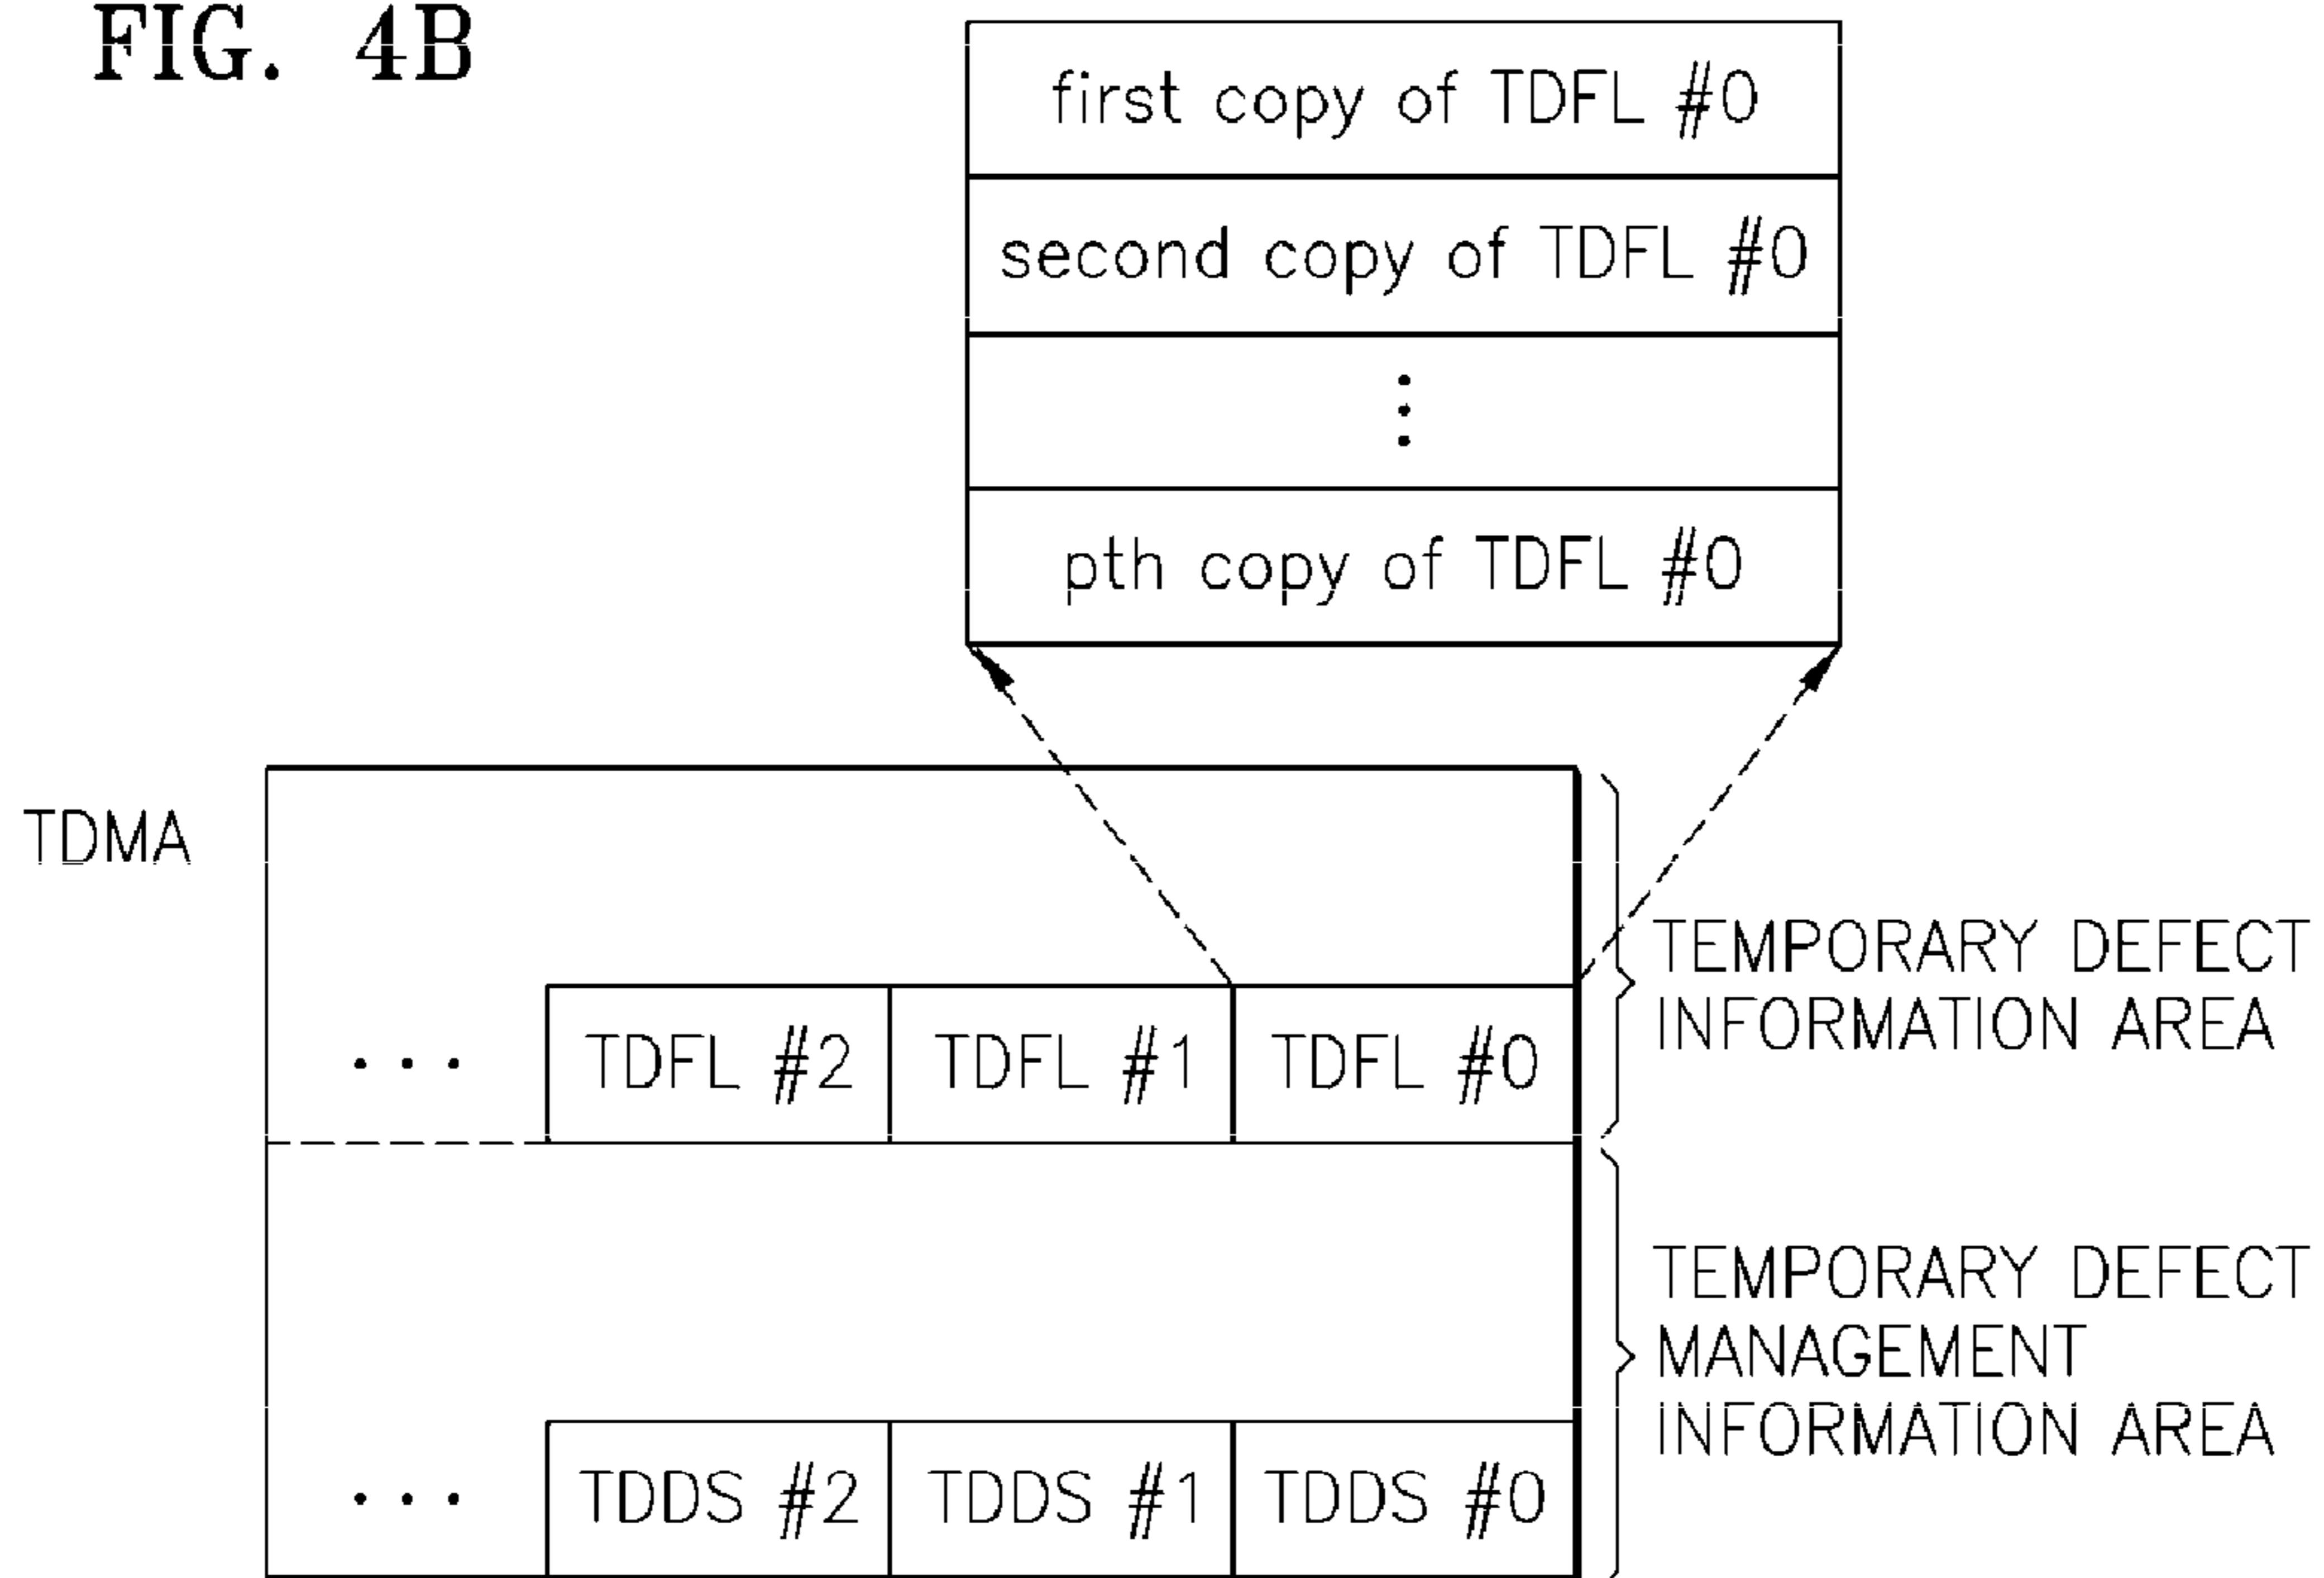 FIG. 4B
first copy of TDFL #0
second copy of TDFL #0
⋮
pth copy of TDFL #0
TDMA
TEMPORARY DEFECT
INFORMATION AREA
... TDFL #2 TDFL #1 TDFL #0
TEMPORARY DEFECT
MANAGEMENT
INFORMATION AREA
... TDDS #2 TDDS #1 TDDS #0